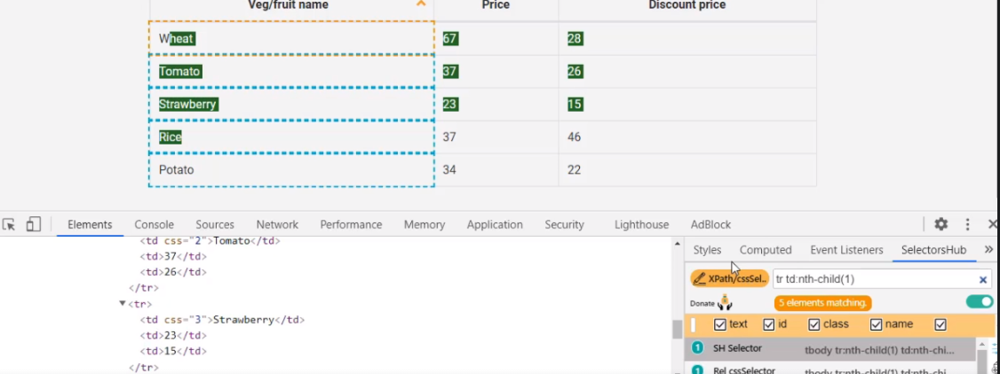 Veg/fruit name Price Discount price
Wheat 67 28
Tomato 37 26
Strawberry 23 15
Rice 37 46
Potato 34 22
Elements Console Sources Network Performance Memory Application Security Lighthouse AdBlock
<td css="2">Tomato</td>
<td>37</td>
<td>26</td>
</tr>
▼<tr>
<td css="3">Strawberry</td>
<td>23</td>
<td>15</td>
</tr>
Styles Computed Event Listeners SelectorsHub »
XPath/cssSel.. tr td:nth-child(1)
Donate 5 elements matching.
text id class name
1 SH Selector tbody tr:nth-child(1) td:nth-chi...
1 Rel cssSelector tbody tr:nth-child(1) td:nth-chi...